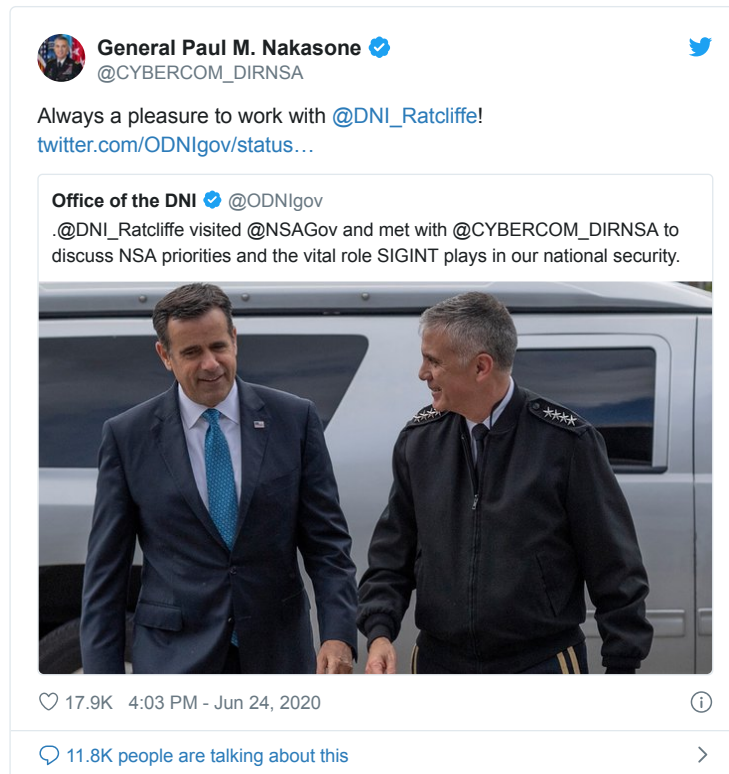 General Paul M. Nakasone
@CYBERCOM_DIRNSA
Always a pleasure to work with @DNI_Ratcliffe!
twitter.com/ODNIgov/status…
Office of the DNI @ODNIgov
.@DNI_Ratcliffe visited @NSAGov and met with @CYBERCOM_DIRNSA to
discuss NSA priorities and the vital role SIGINT plays in our national security.
17.9K 4:03 PM - Jun 24, 2020
11.8K people are talking about this